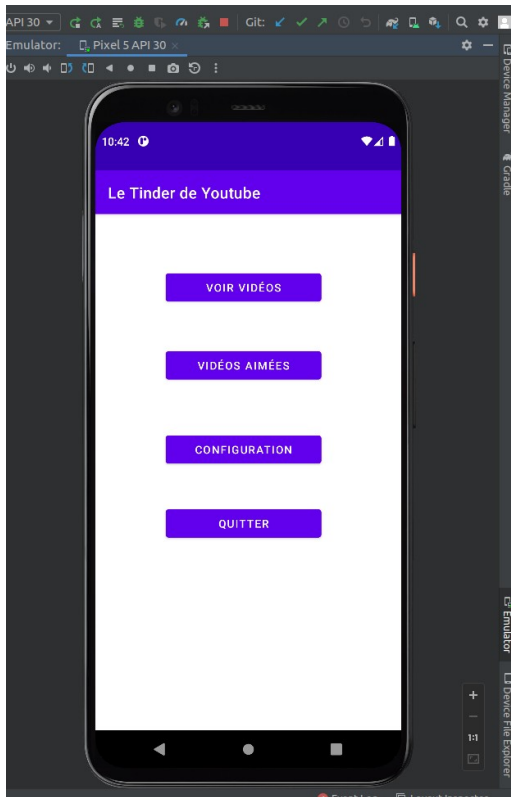 API 30
Git:
Emulator:
Pixel 5 API 30
Device Manager
Gradle
10:42
Le Tinder de Youtube
VOIR VIDÉOS
VIDÉOS AIMÉES
CONFIGURATION
QUITTER
Emulator
Device File Explorer
1:1